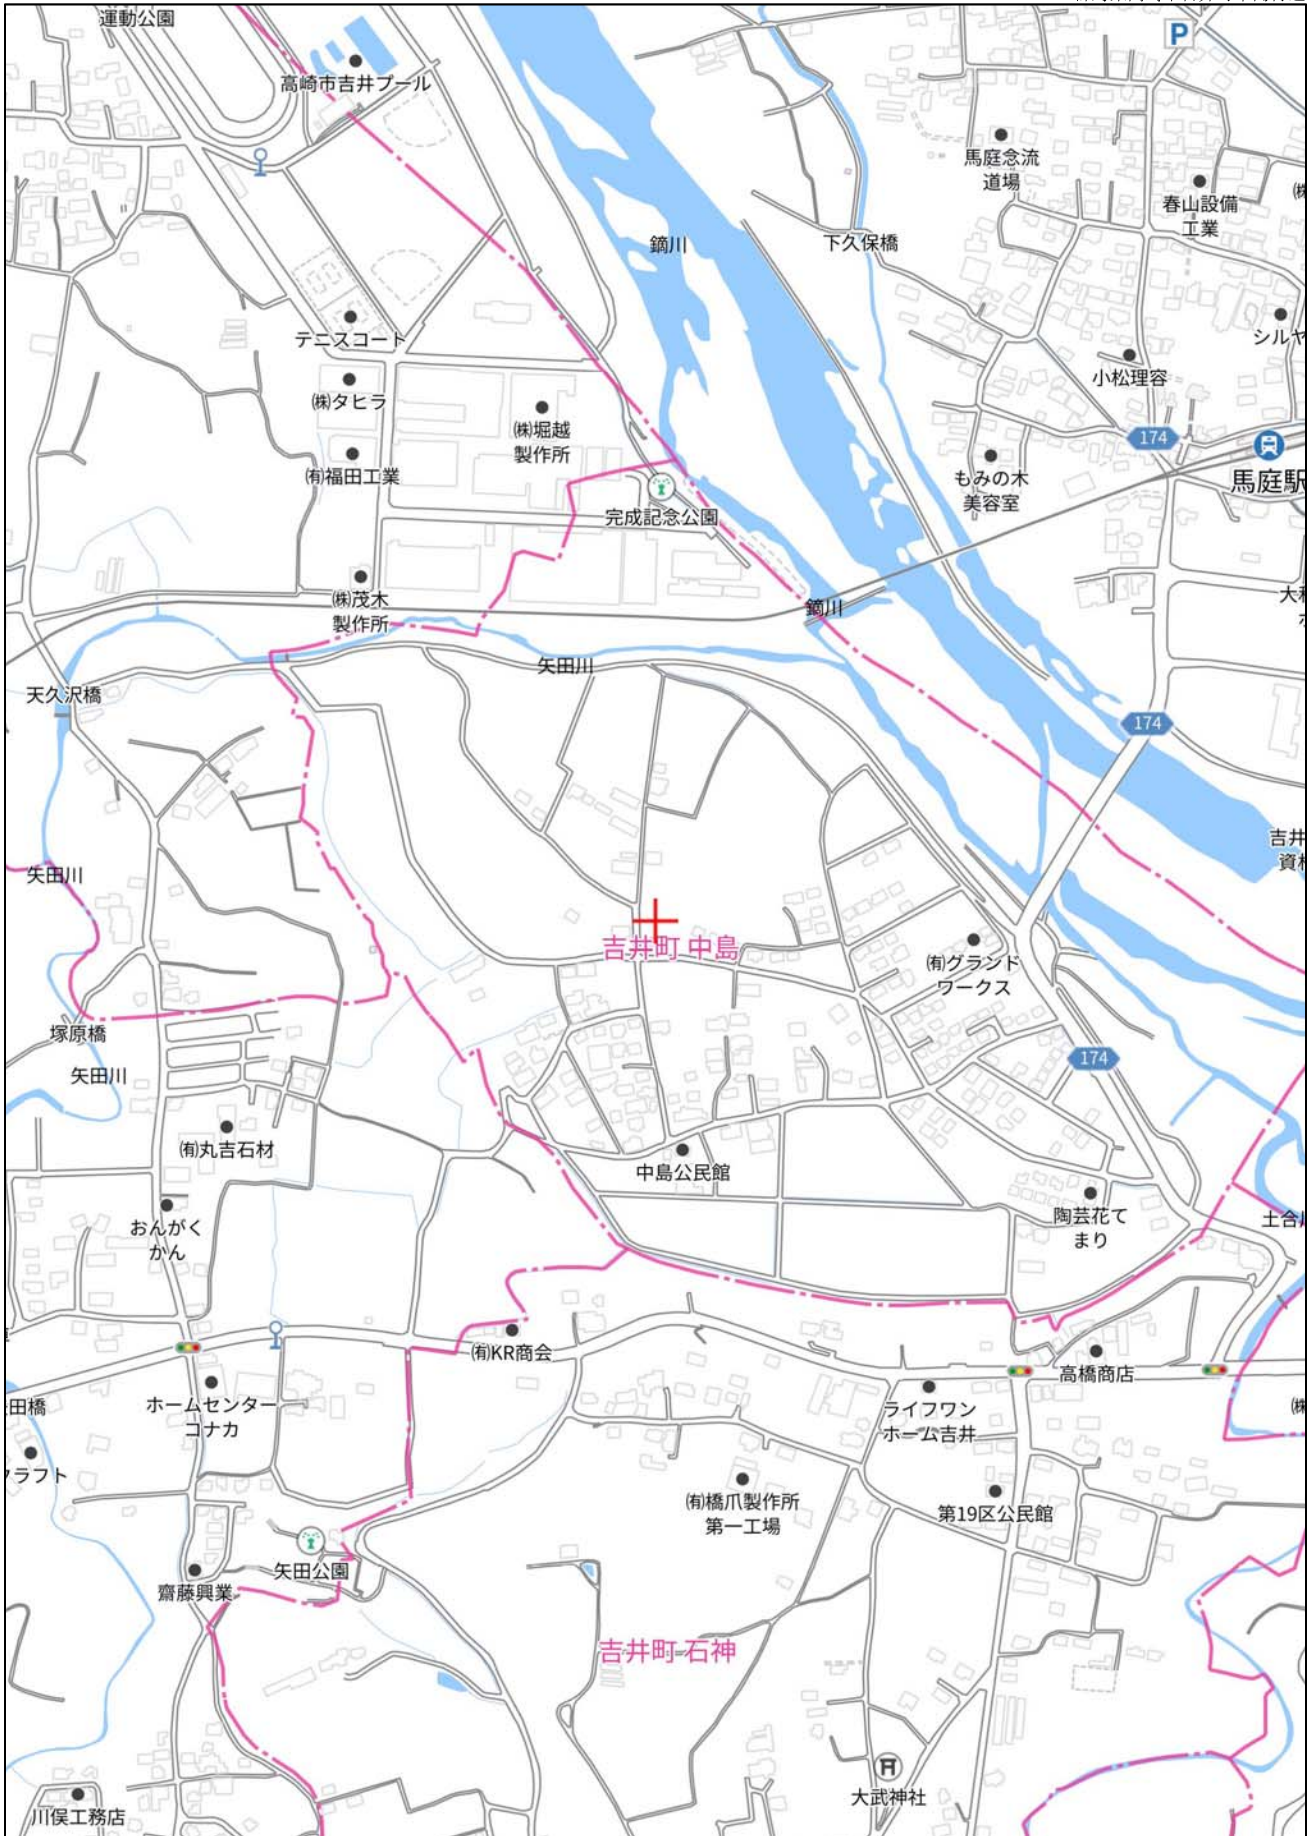 運動公園
高崎市吉井プール
P
馬庭念流
道場
春山設備
工業
鏑川
下久保橋
テニスコート
シルヤ
小松理容
㈱タヒラ
㈱堀越
製作所
174
㈲福田工業
もみの木
美容室
馬庭駅
完成記念公園
㈱茂木
製作所
鏑川
矢田川
天久沢橋
174
吉井
矢田川
吉井町 中島
㈲グランド
ワークス
塚原橋
矢田川
174
㈲丸吉石材
中島公民館
おんがく
かん
陶芸花て
まり
土合
㈲KR商会
高橋商店
田橋
ホームセンター
コナカ
ライフワン
ホーム吉井
クラフト
㈲橋爪製作所
第一工場
第19区公民館
矢田公園
齋藤興業
吉井町 石神
大武神社
川俣工務店